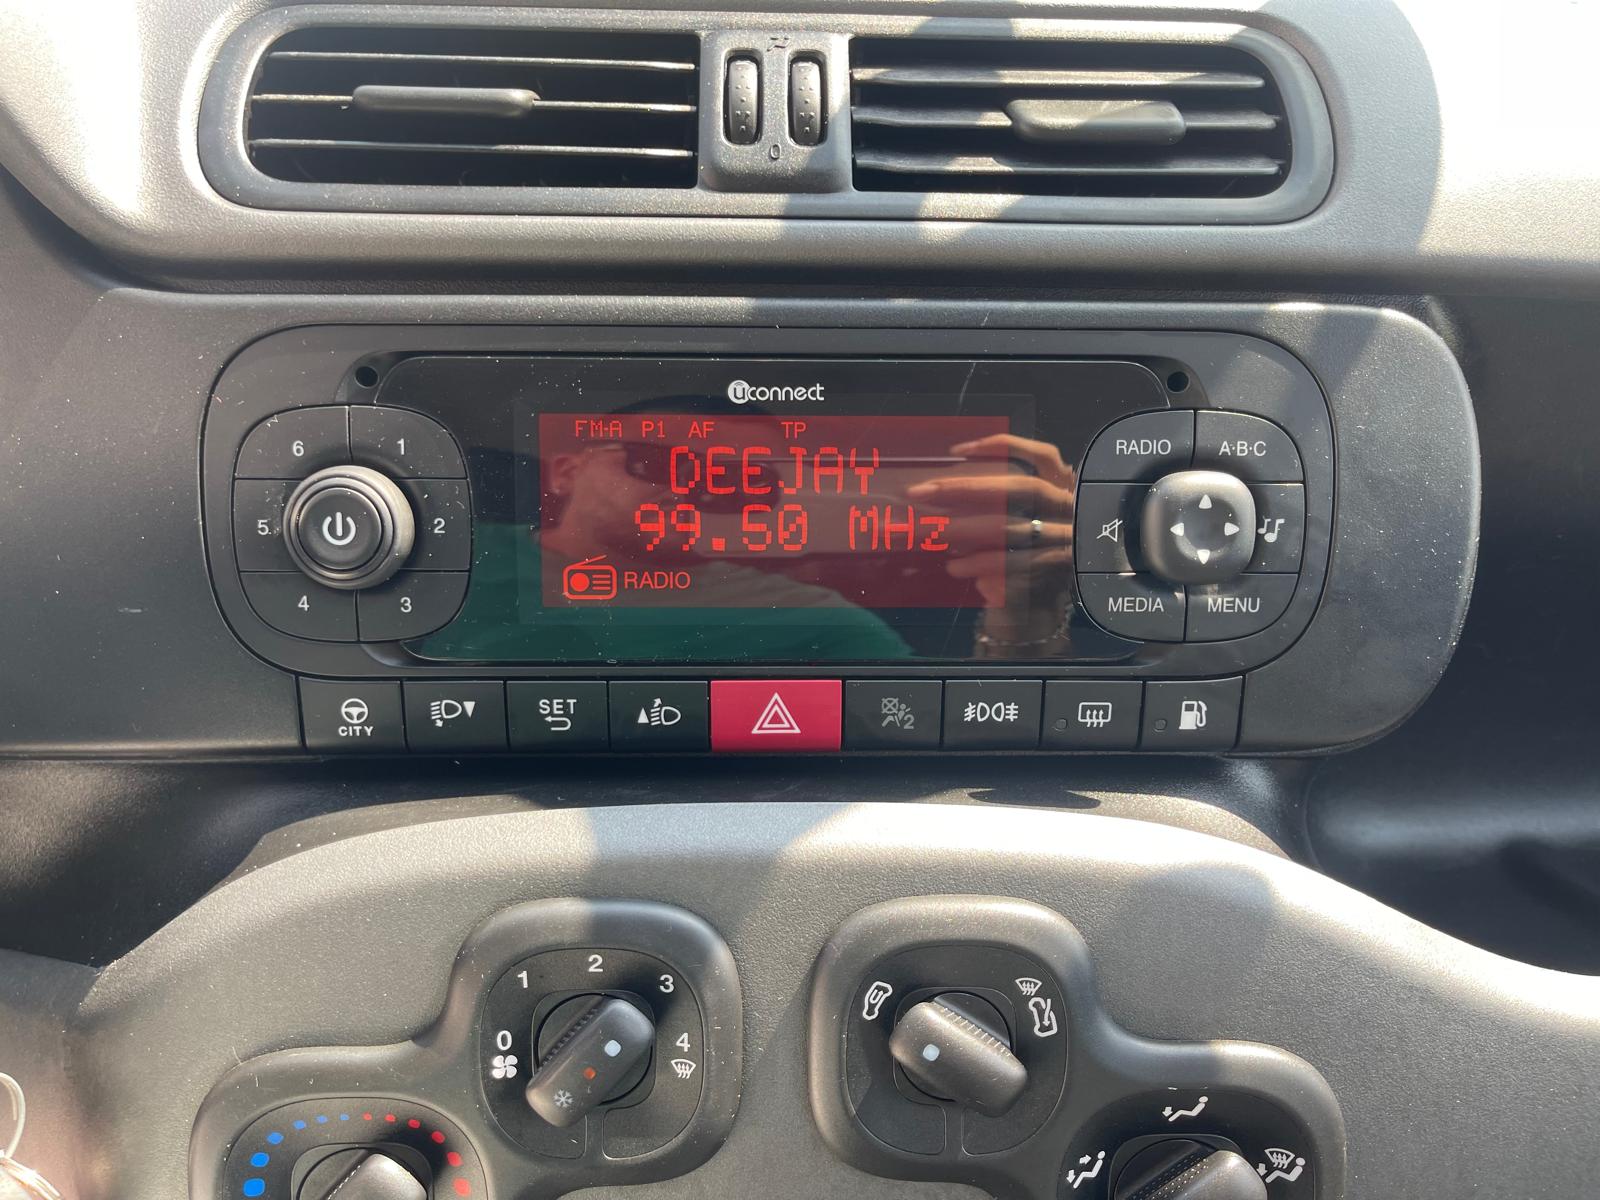 0
uconnect
FM-A P1 AF TP
DEEJAY
99.50 MHz
RADIO
6 1
5 2
4 3
RADIO A·B·C
MEDIA MENU
CITY
SET
2
0 1 2 3 4